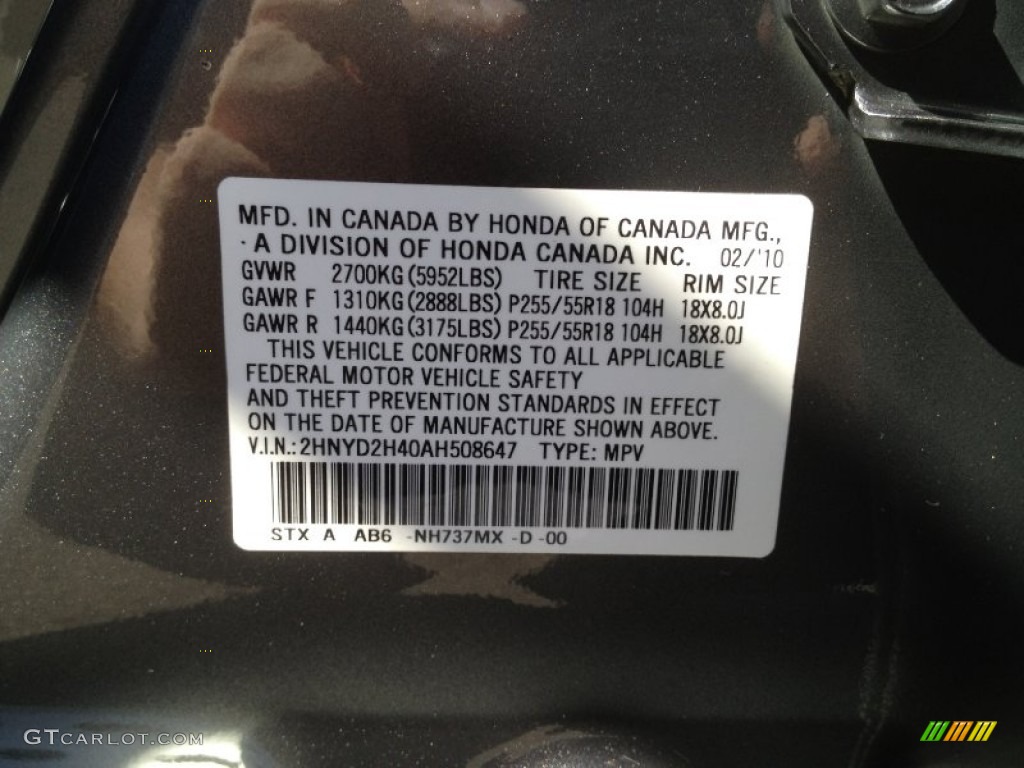 MFD. IN CANADA BY HONDA OF CANADA MFG.,
· A DIVISION OF HONDA CANADA INC. 02/'10
GVWR 2700KG(5952LBS) TIRE SIZE RIM SIZE
GAWR F 1310KG(2888LBS) P255/55R18 104H 18X8.0J
GAWR R 1440KG(3175LBS) P255/55R18 104H 18X8.0J
THIS VEHICLE CONFORMS TO ALL APPLICABLE
FEDERAL MOTOR VEHICLE SAFETY
AND THEFT PREVENTION STANDARDS IN EFFECT
ON THE DATE OF MANUFACTURE SHOWN ABOVE.
V.I.N.:2HNYD2H40AH508647 TYPE: MPV
STX A AB6 -NH737MX -D -00
GTCARLOT.COM